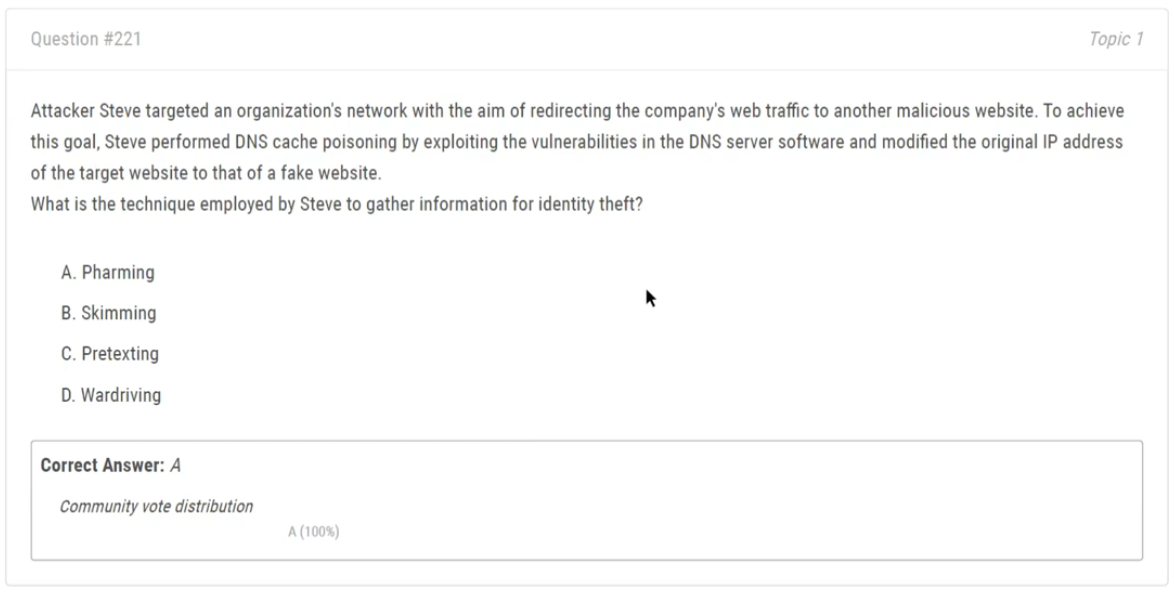 Question #221
Topic 1
Attacker Steve targeted an organization's network with the aim of redirecting the company's web traffic to another malicious website. To achieve
this goal, Steve performed DNS cache poisoning by exploiting the vulnerabilities in the DNS server software and modified the original IP address
of the target website to that of a fake website.
What is the technique employed by Steve to gather information for identity theft?
A. Pharming
B. Skimming
C. Pretexting
D. Wardriving
Correct Answer: A
Community vote distribution
A (100%)